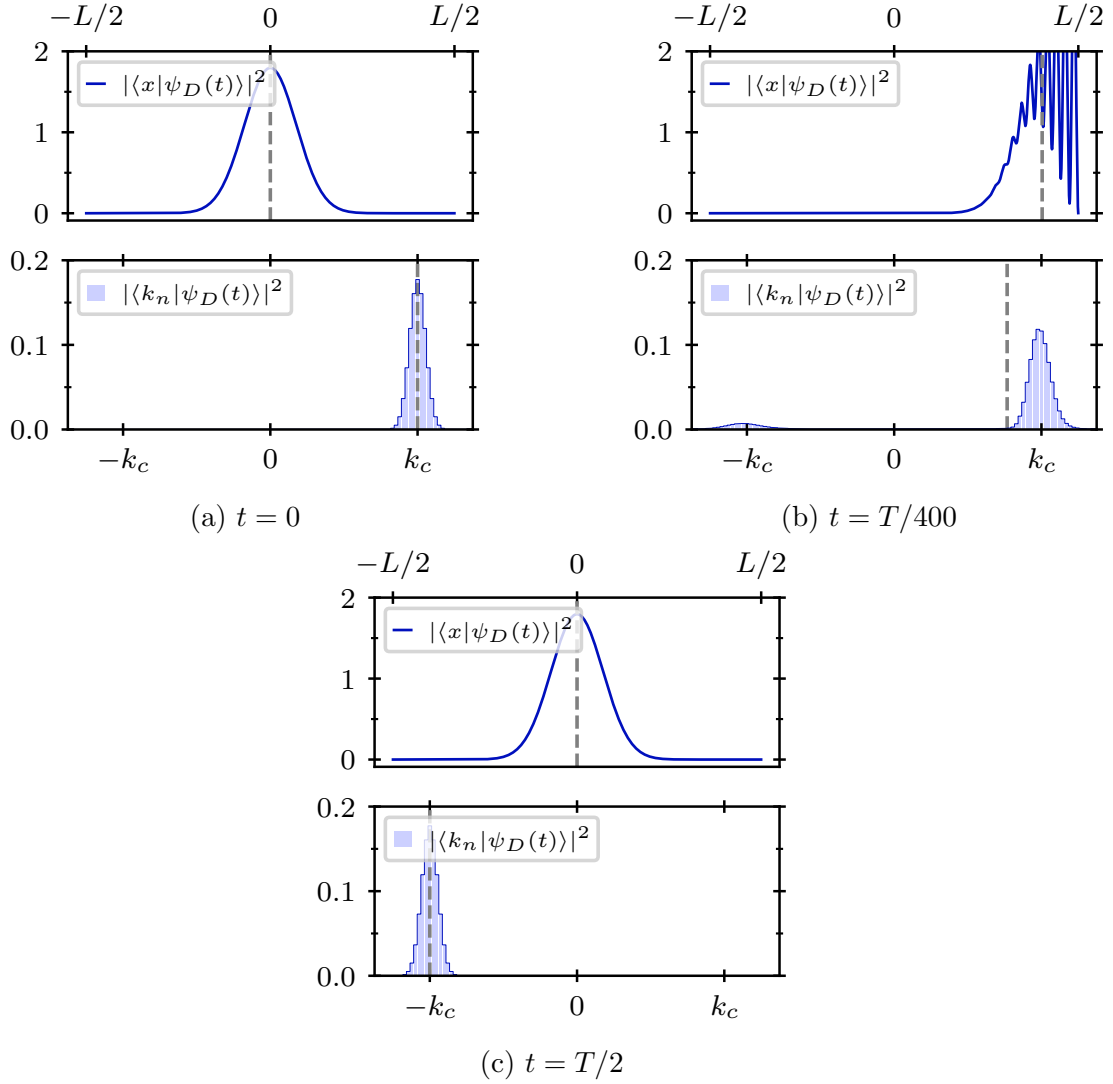 −L/2 0 L/2
2
1
0
|⟨x|ψ_D(t)⟩|²
0.2
0.1
0.0
|⟨k_n|ψ_D(t)⟩|²
−k_c 0 k_c
(a) t = 0
−L/2 0 L/2
2
1
0
|⟨x|ψ_D(t)⟩|²
0.2
0.1
0.0
|⟨k_n|ψ_D(t)⟩|²
−k_c 0 k_c
(b) t = T/400
−L/2 0 L/2
2
1
0
|⟨x|ψ_D(t)⟩|²
0.2
0.1
0.0
|⟨k_n|ψ_D(t)⟩|²
−k_c 0 k_c
(c) t = T/2